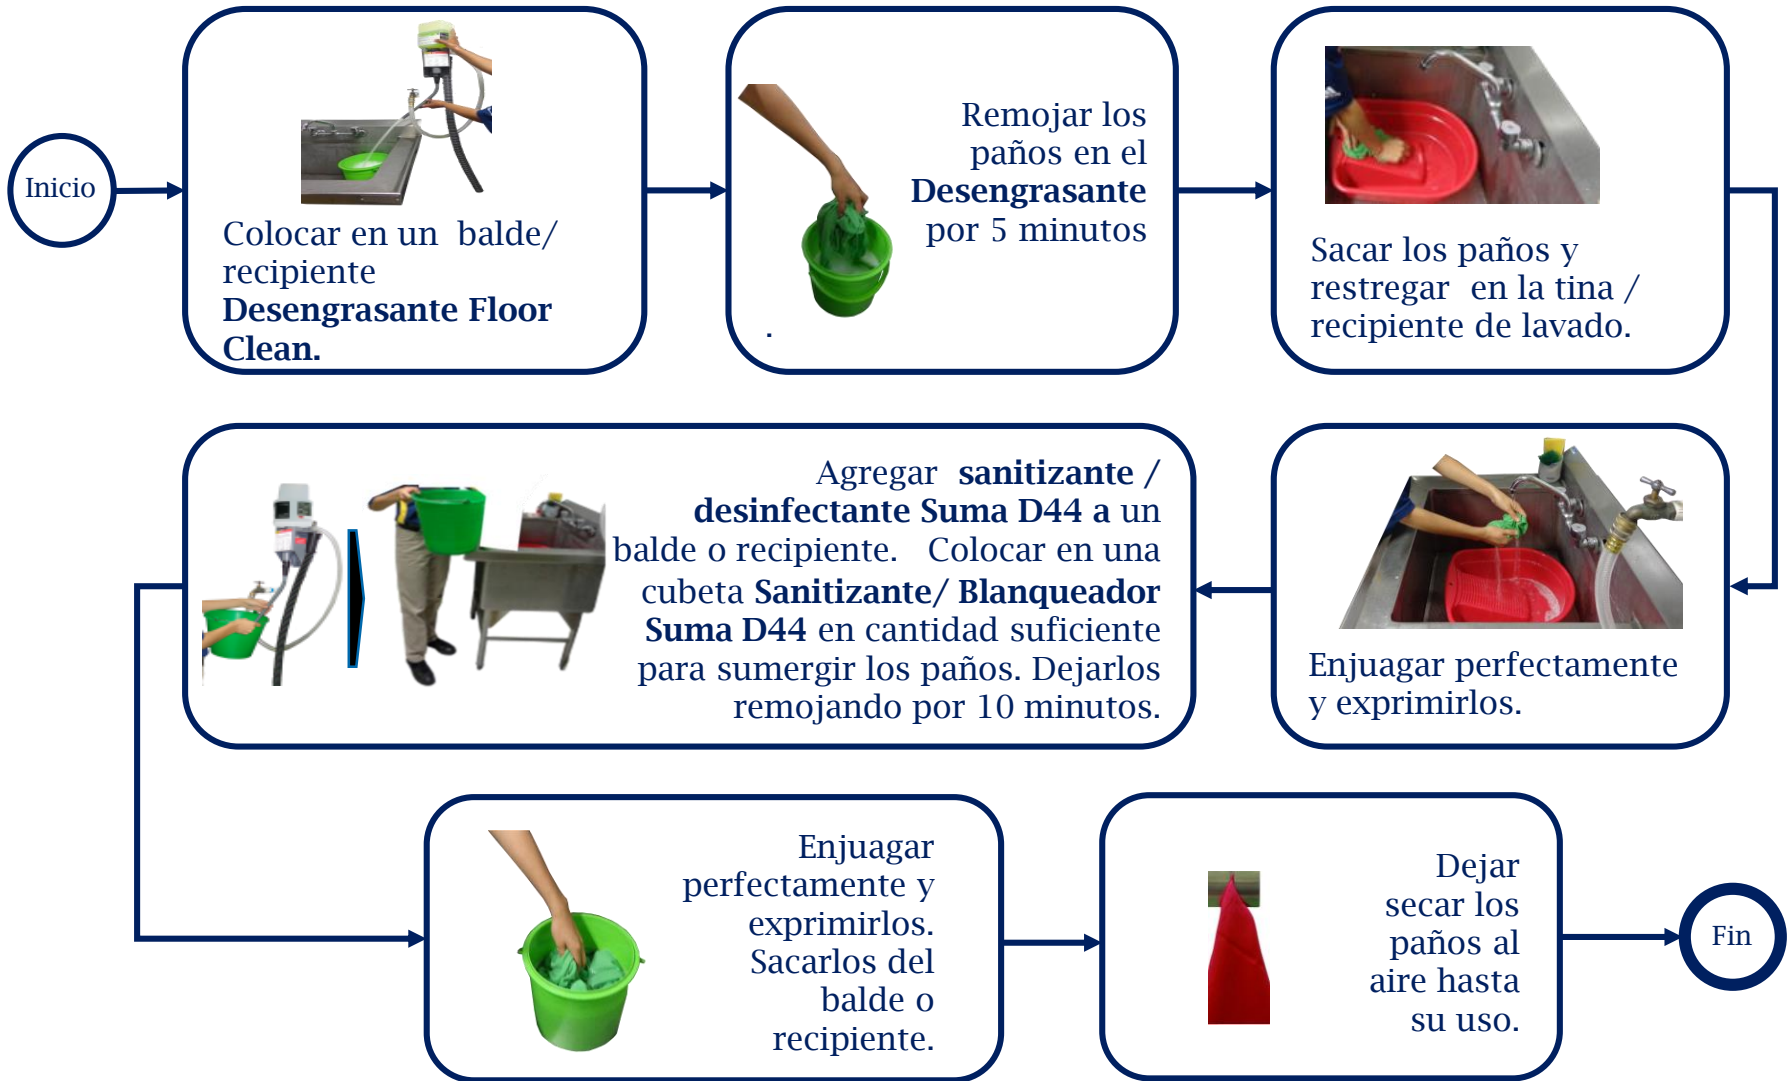 Inicio
Colocar en un balde/
recipiente
Desengrasante Floor
Clean.
Remojar los
paños en el
Desengrasante
por 5 minutos
.
Sacar los paños y
restregar en la tina /
recipiente de lavado.
Enjuagar perfectamente
y exprimirlos.
Agregar sanitizante /
desinfectante Suma D44 a un
balde o recipiente. Colocar en una
cubeta Sanitizante/ Blanqueador
Suma D44 en cantidad suficiente
para sumergir los paños. Dejarlos
remojando por 10 minutos.
Enjuagar
perfectamente y
exprimirlos.
Sacarlos del
balde o
recipiente.
Dejar
secar los
paños al
aire hasta
su uso.
Fin